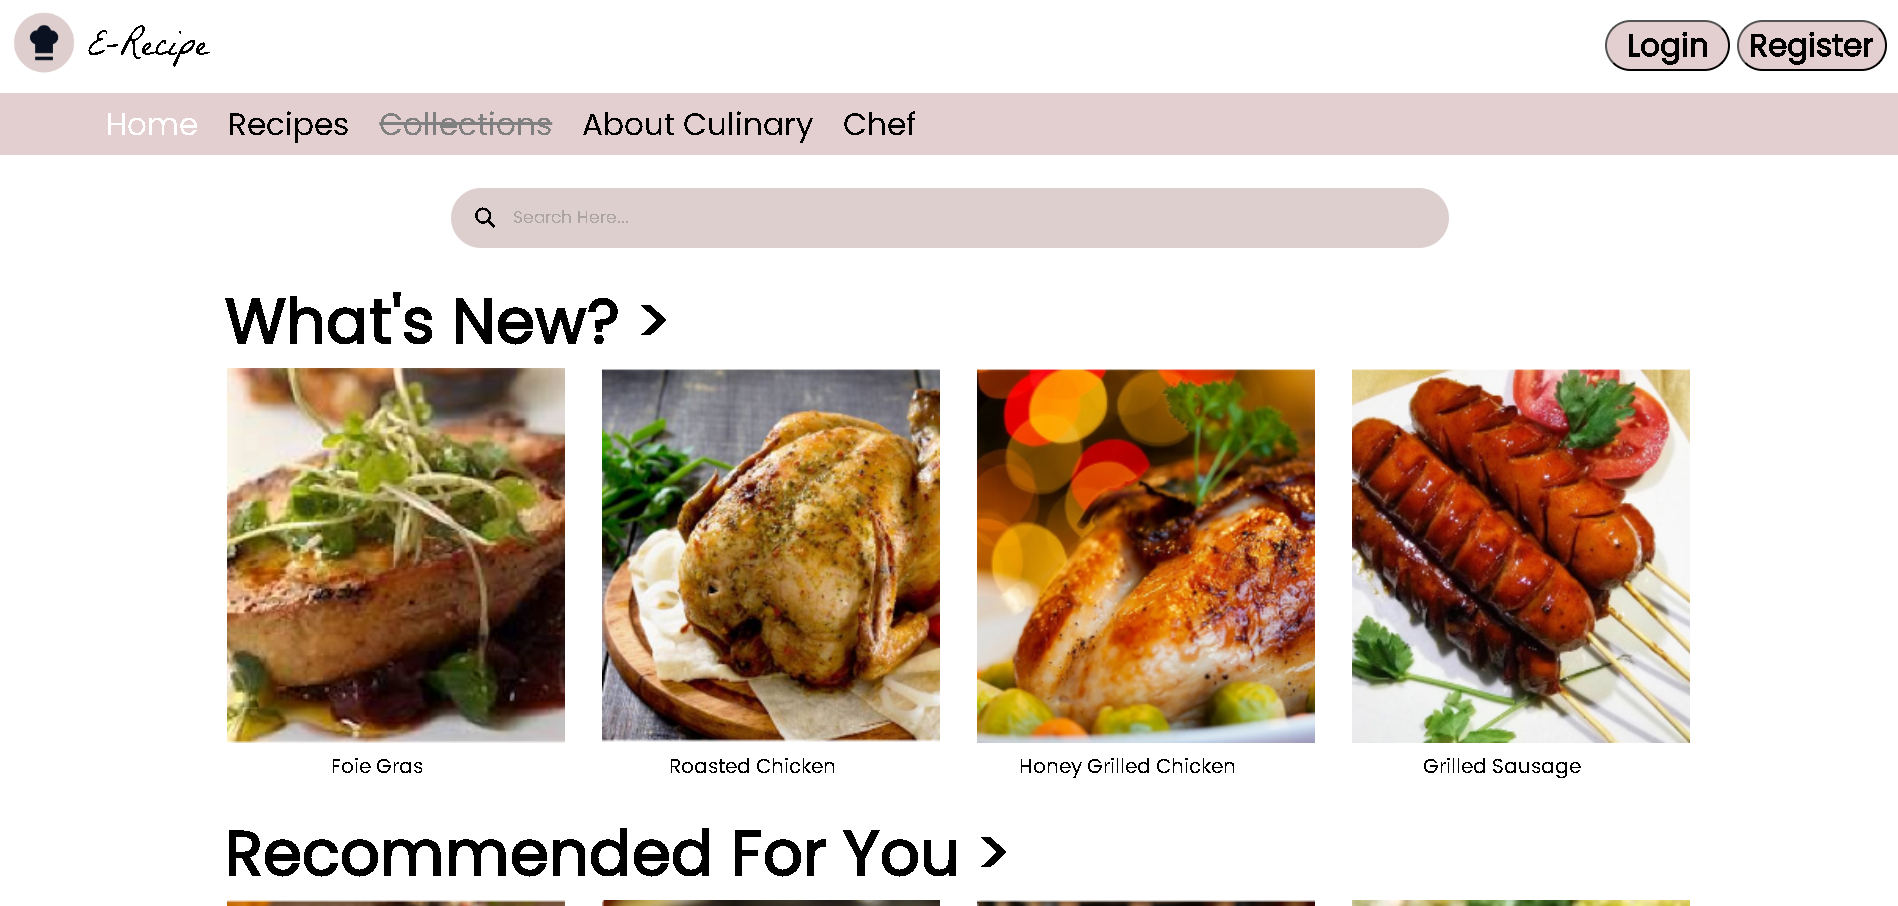 E-Recipe
Login Register
Home Recipes Collections About Culinary Chef
Search Here...
What's New? >
Foie Gras Roasted Chicken Honey Grilled Chicken Grilled Sausage
Recommended For You >